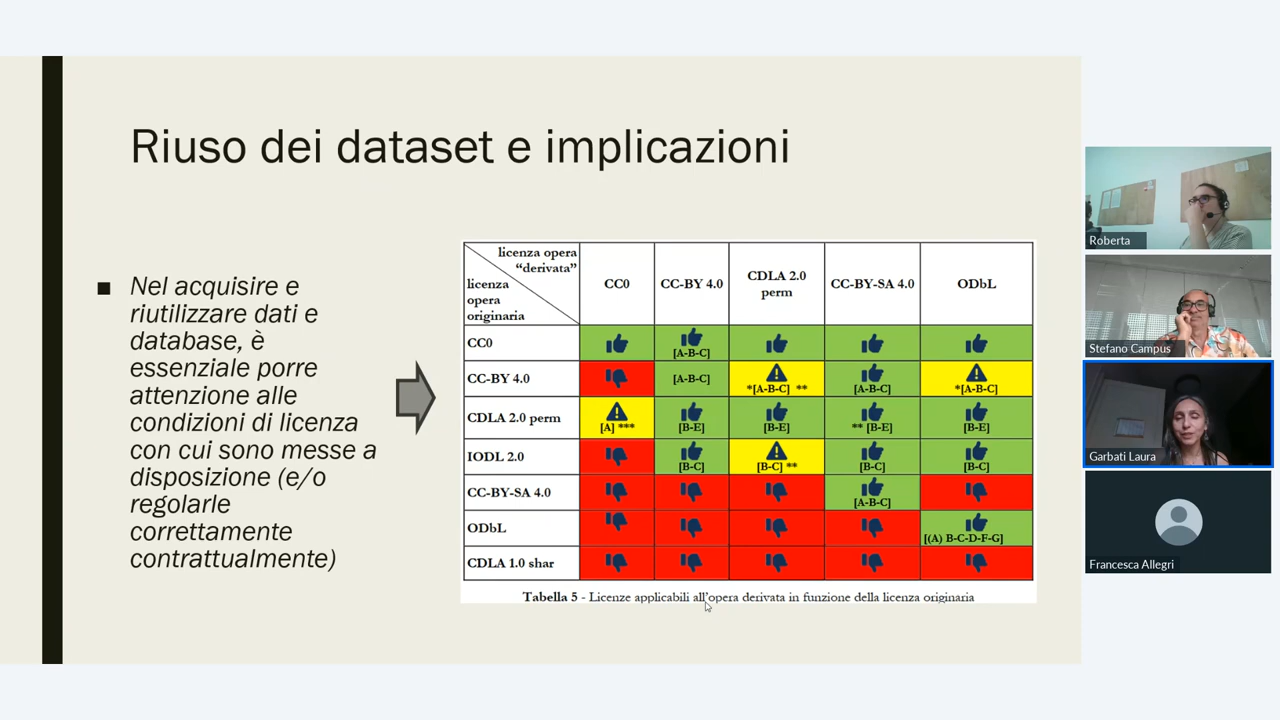 Riuso dei dataset e implicazioni
■ Nel acquisire e
riutilizzare dati e
database, è
essenziale porre
attenzione alle
condizioni di licenza
con cui sono messe a
disposizione (e/o
regolarle
correttamente
contrattualmente)
licenza opera
“derivata”
licenza
opera
originaria
CC0
CC-BY 4.0
CDLA 2.0
perm
CC-BY-SA 4.0
ODbL
CC0
[A-B-C]
CC-BY 4.0
[A-B-C]
*[A-B-C] **
[A-B-C]
*[A-B-C]
CDLA 2.0 perm
[A] ***
[B-E]
[B-E]
** [B-E]
[B-E]
IODL 2.0
[B-C]
[B-C] **
[B-C]
[B-C]
CC-BY-SA 4.0
[A-B-C]
ODbL
[(A) B-C-D-F-G]
CDLA 1.0 shar
Tabella 5 - Licenze applicabili all’opera derivata in funzione della licenza originaria
Roberta
Stefano Campus
Garbati Laura
Francesca Allegri